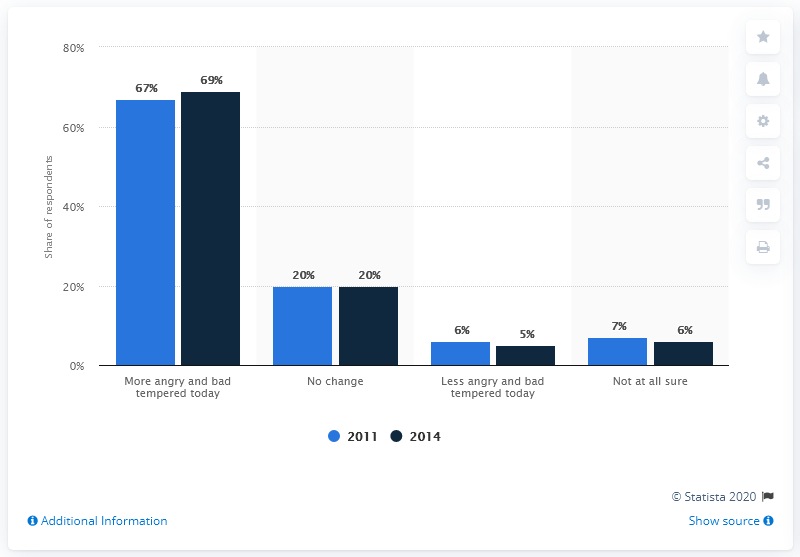 80%
60%
40%
20%
0%
Share of respondents
67%
69%
20%
20%
6%
5%
7%
6%
More angry and bad
tempered today
No change
Less angry and bad
tempered today
Not at all sure
2011
2014
© Statista 2020
Additional Information
Show source